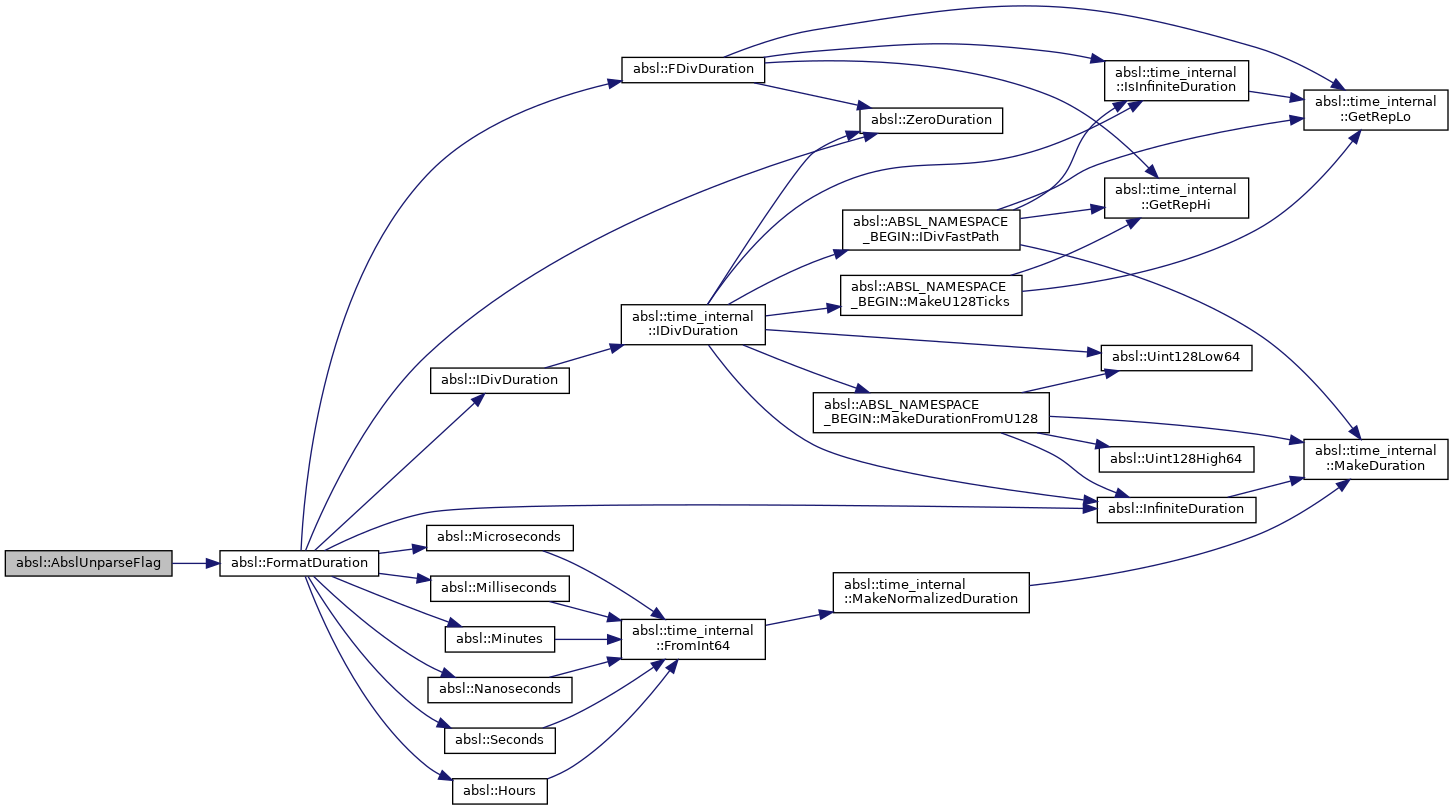 absl::AbslUnparseFlag
absl::FormatDuration
absl::FDivDuration
absl::ZeroDuration
absl::time_internal
::IsInfiniteDuration
absl::time_internal
::GetRepLo
absl::time_internal
::GetRepHi
absl::ABSL_NAMESPACE
_BEGIN::IDivFastPath
absl::ABSL_NAMESPACE
_BEGIN::MakeU128Ticks
absl::time_internal
::IDivDuration
absl::IDivDuration
absl::Uint128Low64
absl::ABSL_NAMESPACE
_BEGIN::MakeDurationFromU128
absl::Uint128High64
absl::time_internal
::MakeDuration
absl::InfiniteDuration
absl::Microseconds
absl::Milliseconds
absl::Minutes
absl::Nanoseconds
absl::Seconds
absl::Hours
absl::time_internal
::FromInt64
absl::time_internal
::MakeNormalizedDuration